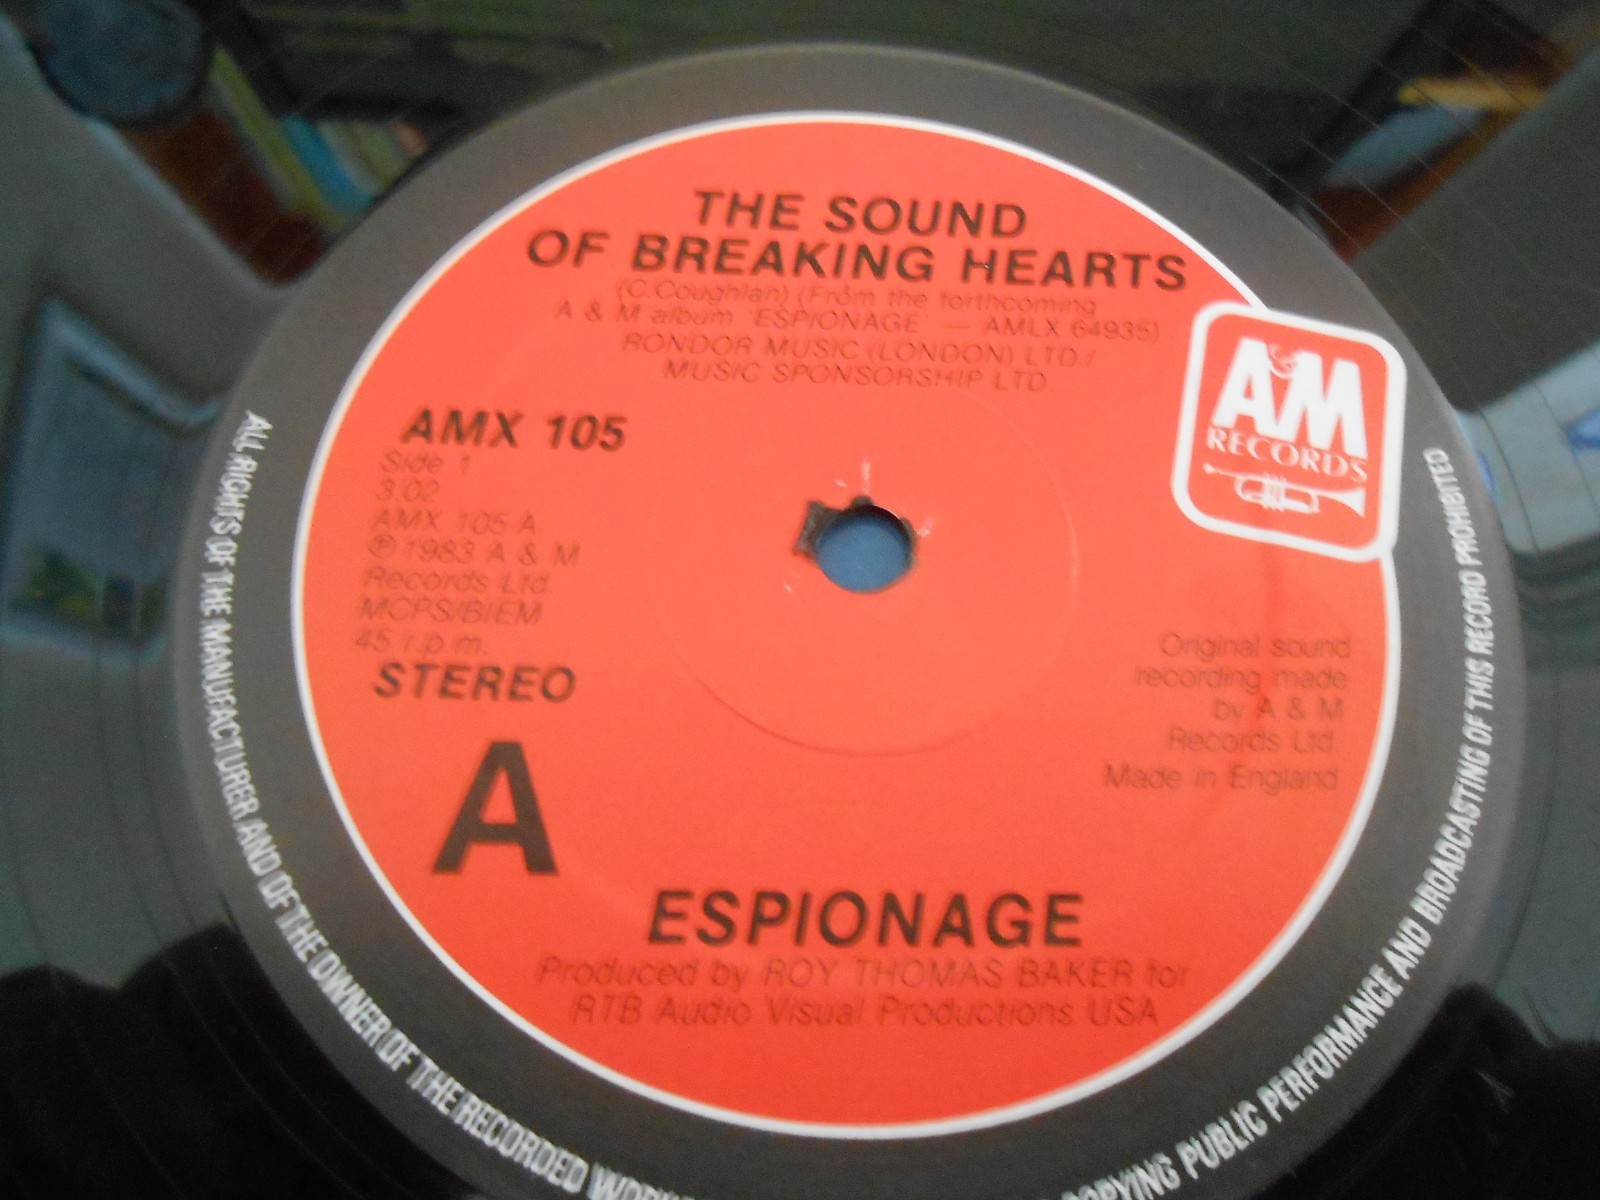 THE SOUND
OF BREAKING HEARTS
(C.Coughlan) (From the forthcoming
A & M album 'ESPIONAGE' — AMLX 64935)
RONDOR MUSIC (LONDON) LTD./
MUSIC SPONSORSHIP LTD.
A&M
RECORDS
AMX 105
Side 1
3.02
AMX 105-A
℗ 1983 A & M
Records Ltd.
MCPS/BIEM
45 r.p.m.
STEREO
A
Original sound
recording made
by A & M
Records Ltd.
Made in England
ESPIONAGE
Produced by ROY THOMAS BAKER for
RTB Audio Visual Productions USA
ALL RIGHTS OF THE MANUFACTURER AND OF THE OWNER OF THE RECORDED
COPYING PUBLIC PERFORMANCE AND BROADCASTING OF THIS RECORD PROHIBITED